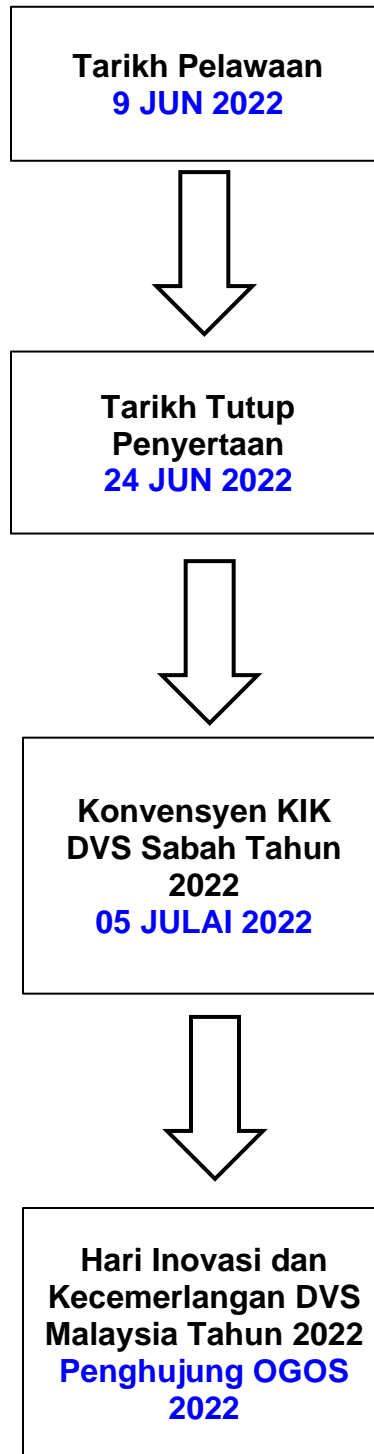 Tarikh Pelawaan
9 JUN 2022
Tarikh Tutup
Penyertaan
24 JUN 2022
Konvensyen KIK
DVS Sabah Tahun
2022
05 JULAI 2022
Hari Inovasi dan
Kecemerlangan DVS
Malaysia Tahun 2022
Penghujung OGOS
2022